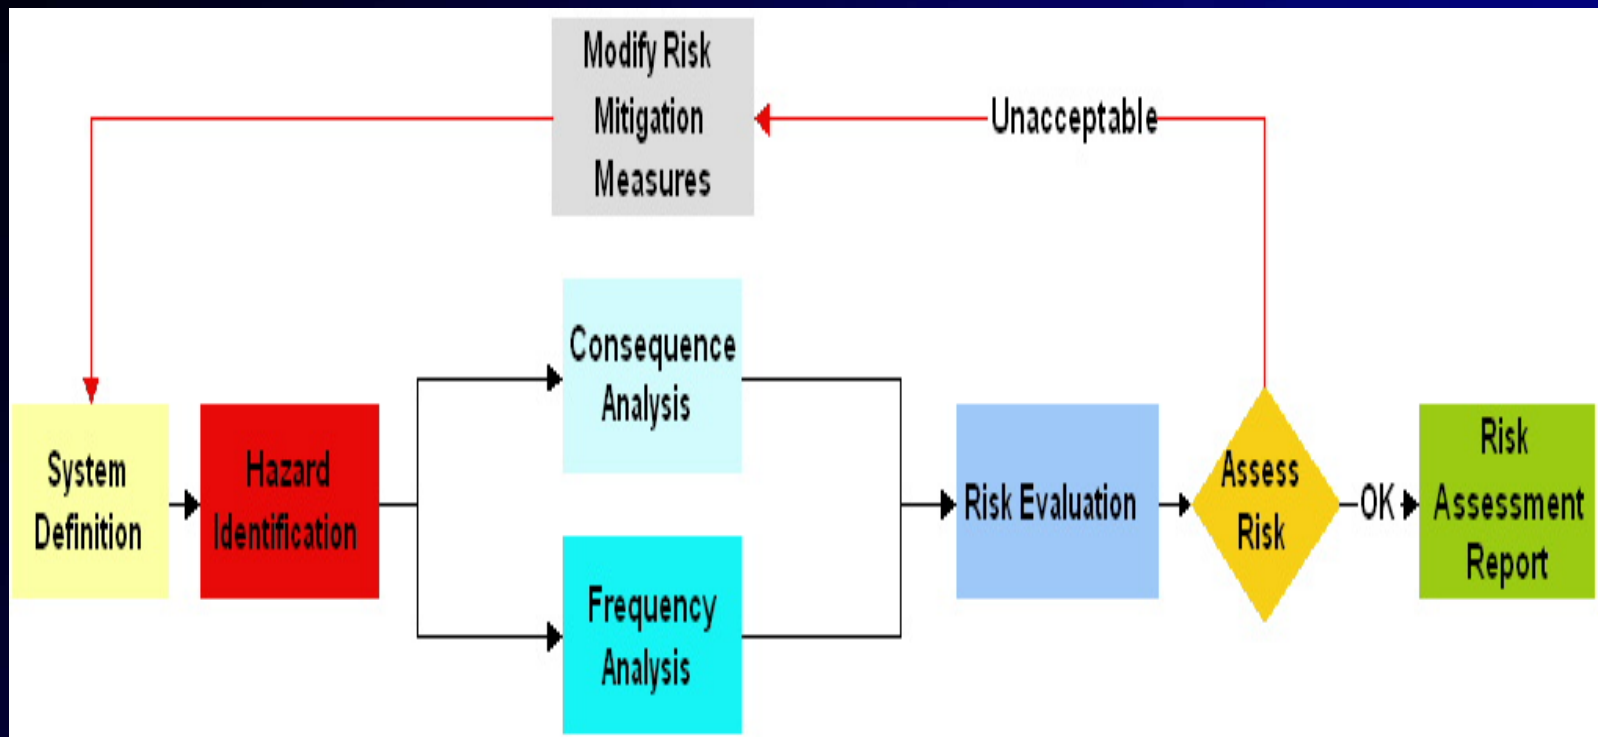 Modify Risk
Mitigation
Measures
Unacceptable
Consequence
Analysis
System
Definition
Hazard
Identification
Risk Evaluation
Assess
Risk
OK
Risk
Assessment
Report
Frequency
Analysis